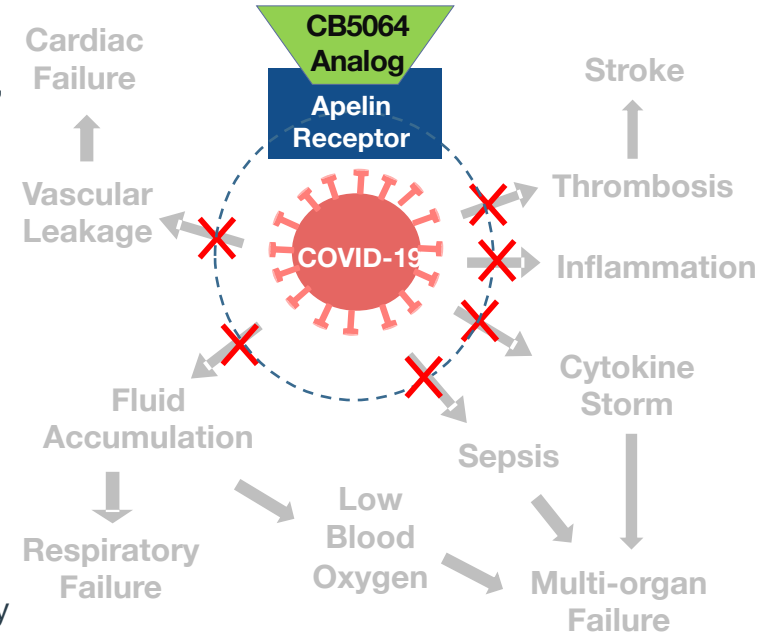 CB5064
Analog
Apelin
Receptor
Cardiac
Failure
Stroke
Vascular
Leakage
Thrombosis
COVID-19
Inflammation
Cytokine
Storm
Fluid
Accumulation
Sepsis
Low
Blood
Oxygen
Respiratory
Failure
Multi-organ
Failure